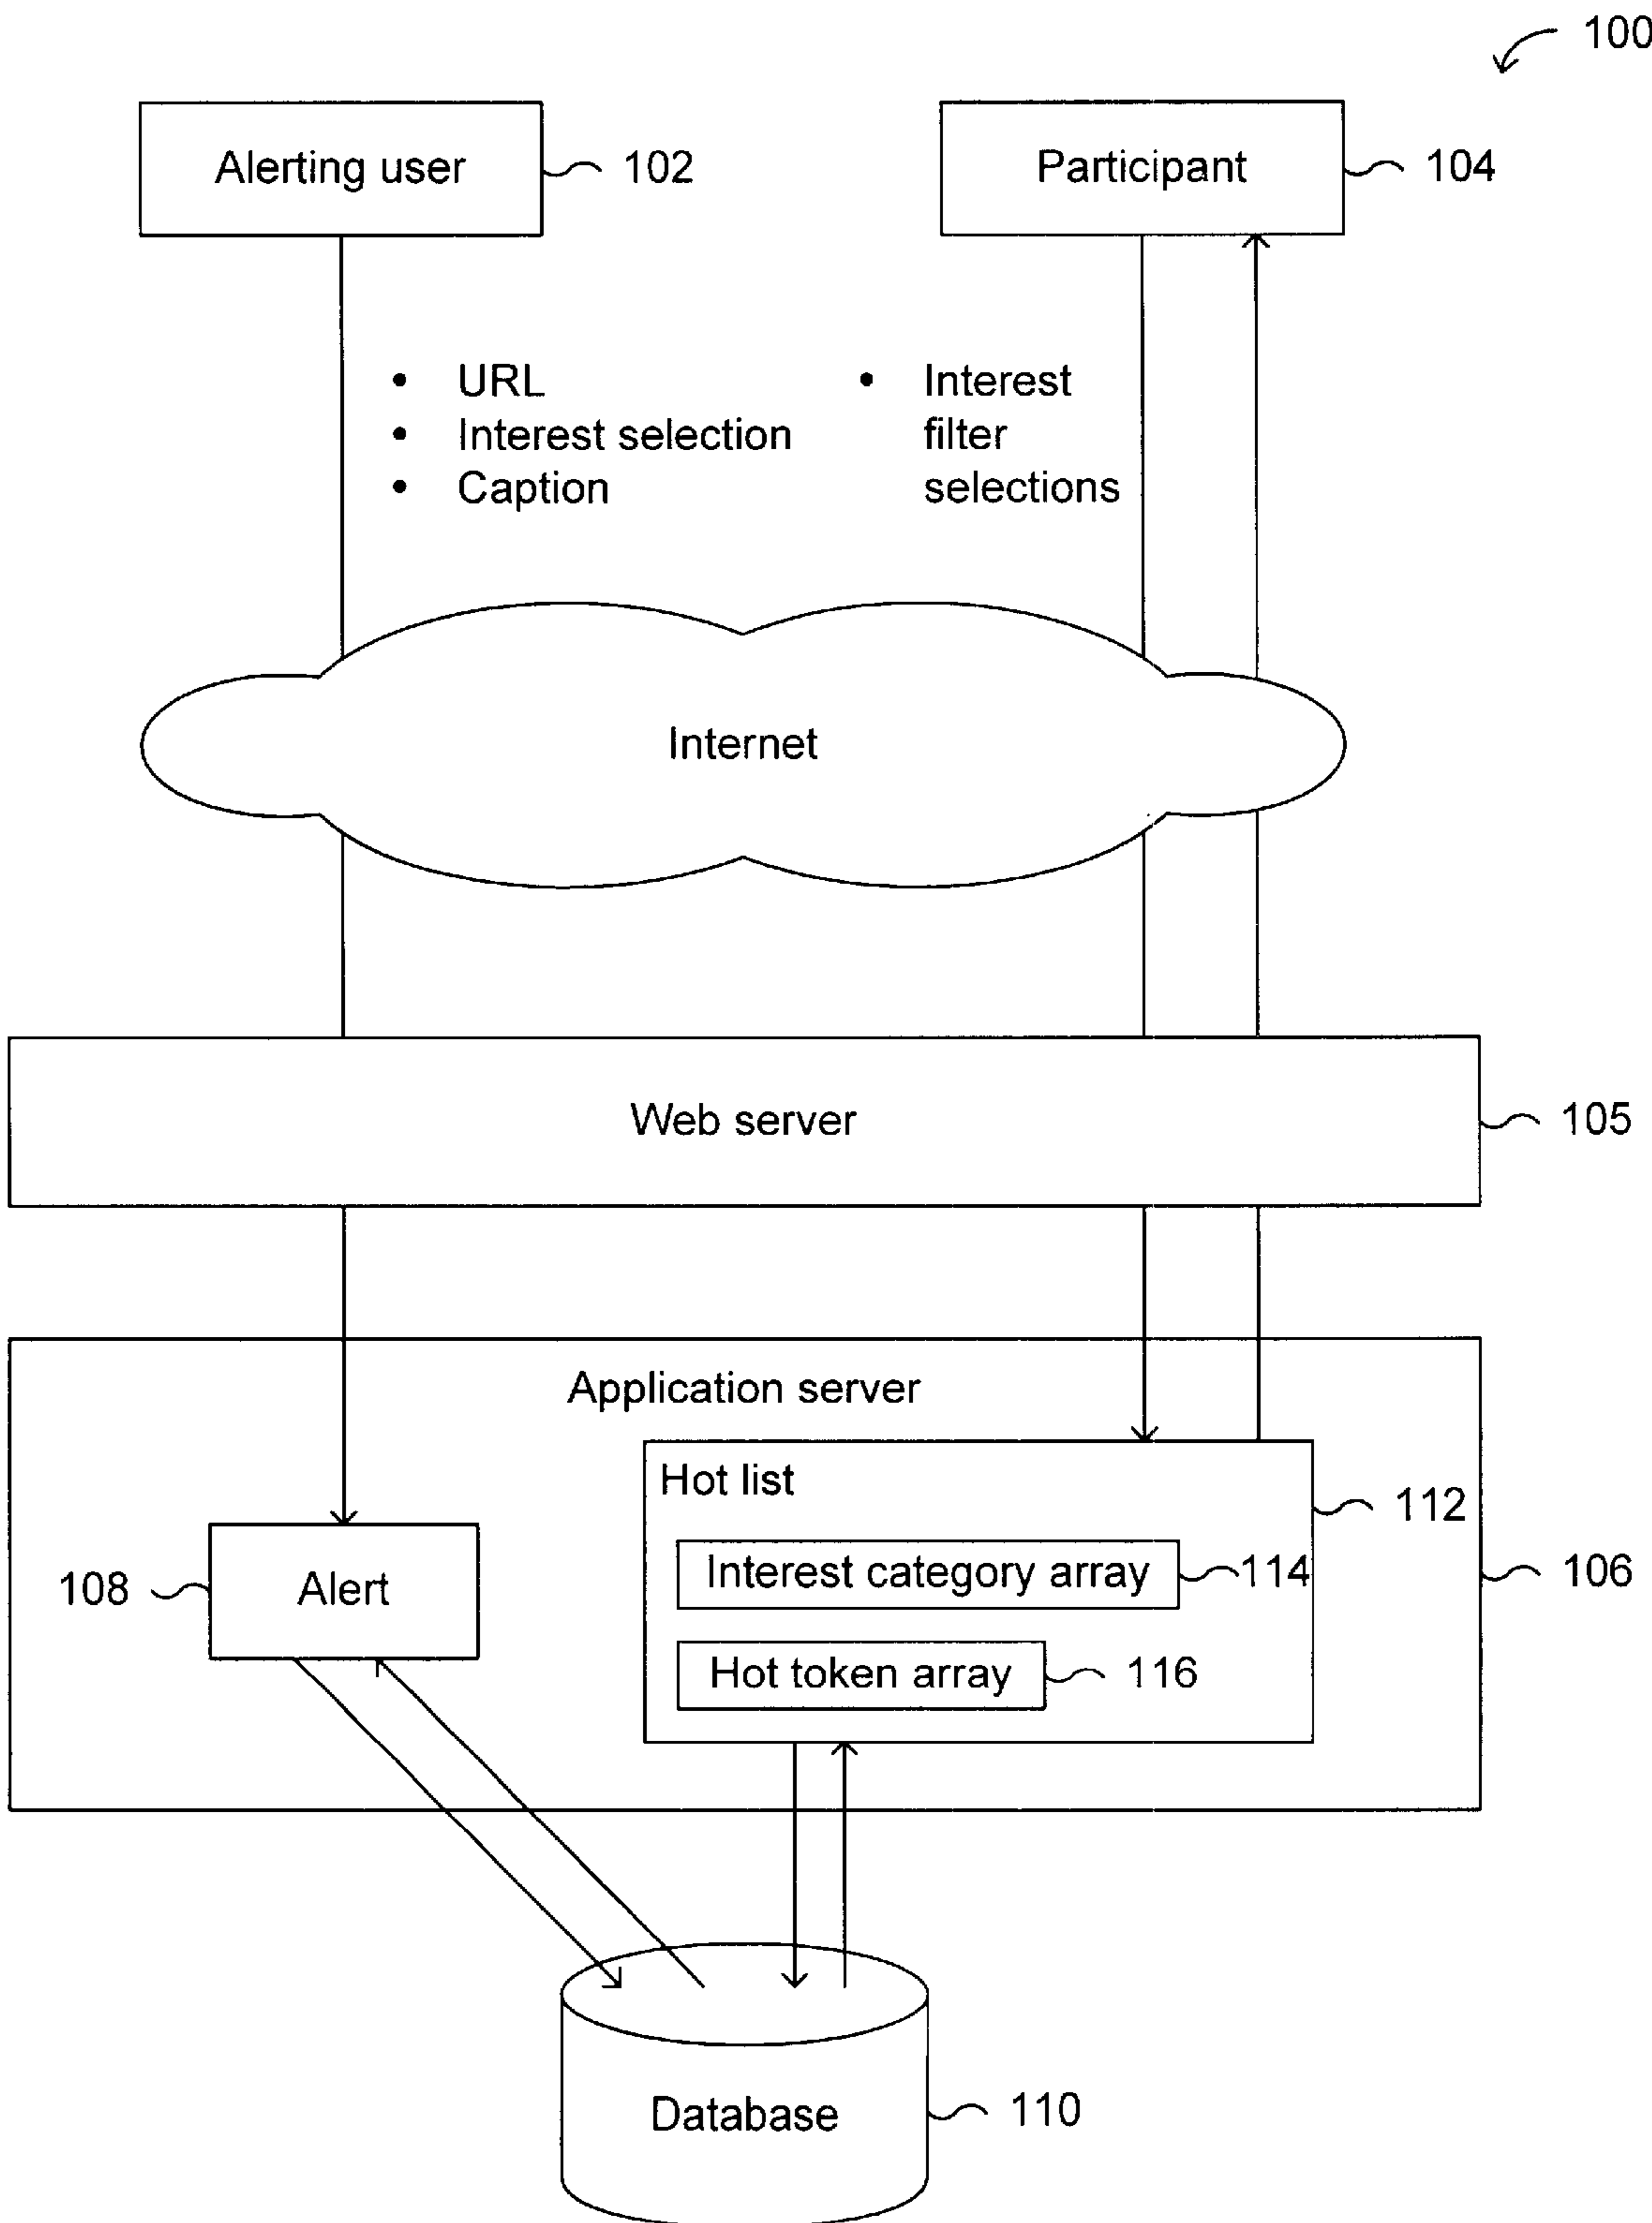 100
Alerting user
102
Participant
104
• URL
• Interest selection
• Caption
• Interest
filter
selections
Internet
Web server
105
Application server
Hot list
112
Interest category array
114
106
108
Alert
Hot token array
116
Database
110